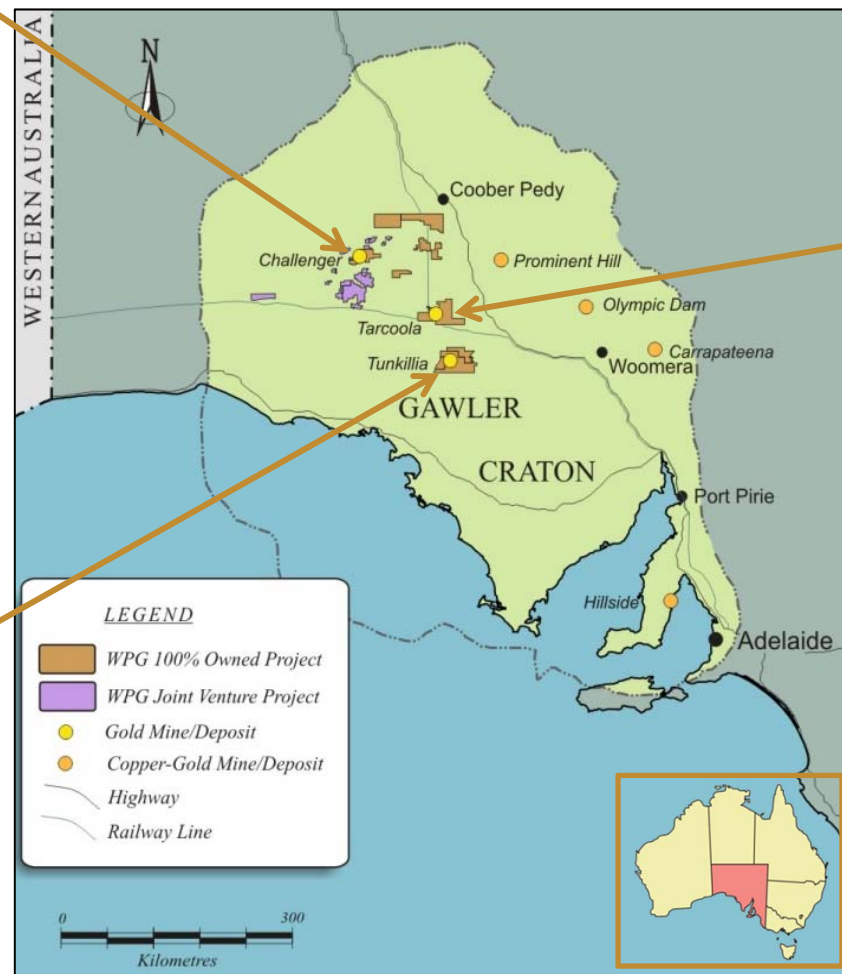 WESTERN AUSTRALIA
N
Coober Pedy
Challenger
Prominent Hill
Olympic Dam
Tarcoola
Carrapateena
Woomera
Tunkillia
GAWLER
CRATON
Port Pirie
Hillside
Adelaide
LEGEND
WPG 100% Owned Project
WPG Joint Venture Project
Gold Mine/Deposit
Copper-Gold Mine/Deposit
Highway
Railway Line
0 300
Kilometres